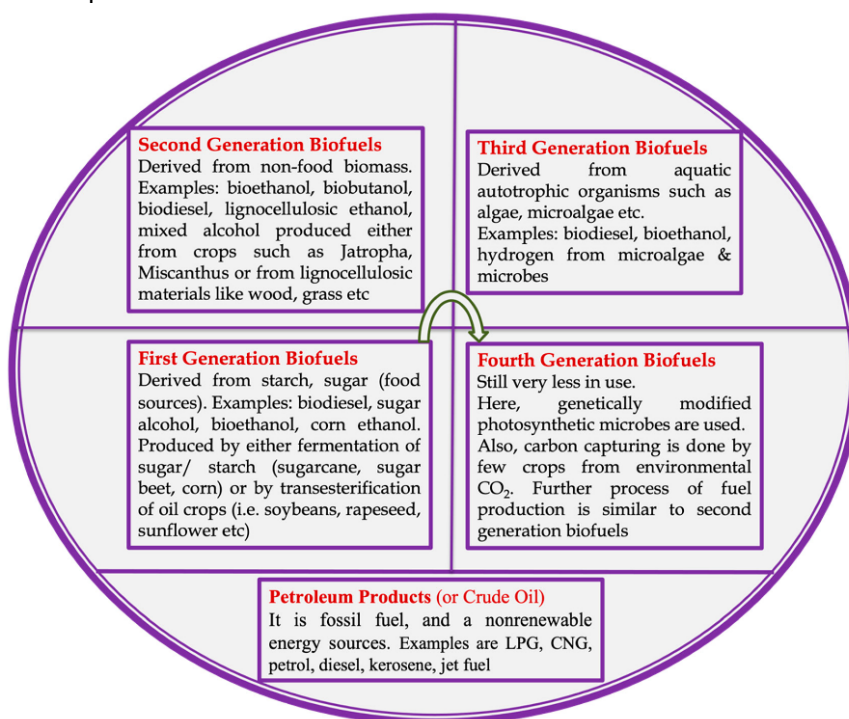 Second Generation Biofuels
Derived from non-food biomass.
Examples: bioethanol, biobutanol,
biodiesel, lignocellulosic ethanol,
mixed alcohol produced either
from crops such as Jatropha,
Miscanthus or from lignocellulosic
materials like wood, grass etc
Third Generation Biofuels
Derived from aquatic
autotrophic organisms such as
algae, microalgae etc.
Examples: biodiesel, bioethanol,
hydrogen from microalgae &
microbes
First Generation Biofuels
Derived from starch, sugar (food
sources). Examples: biodiesel, sugar
alcohol, bioethanol, corn ethanol.
Produced by either fermentation of
sugar/ starch (sugarcane, sugar
beet, corn) or by transesterification
of oil crops (i.e. soybeans, rapeseed,
sunflower etc)
Fourth Generation Biofuels
Still very less in use.
Here, genetically modified
photosynthetic microbes are used.
Also, carbon capturing is done by
few crops from environmental
CO₂. Further process of fuel
production is similar to second
generation biofuels
Petroleum Products (or Crude Oil)
It is fossil fuel, and a nonrenewable
energy sources. Examples are LPG, CNG,
petrol, diesel, kerosene, jet fuel